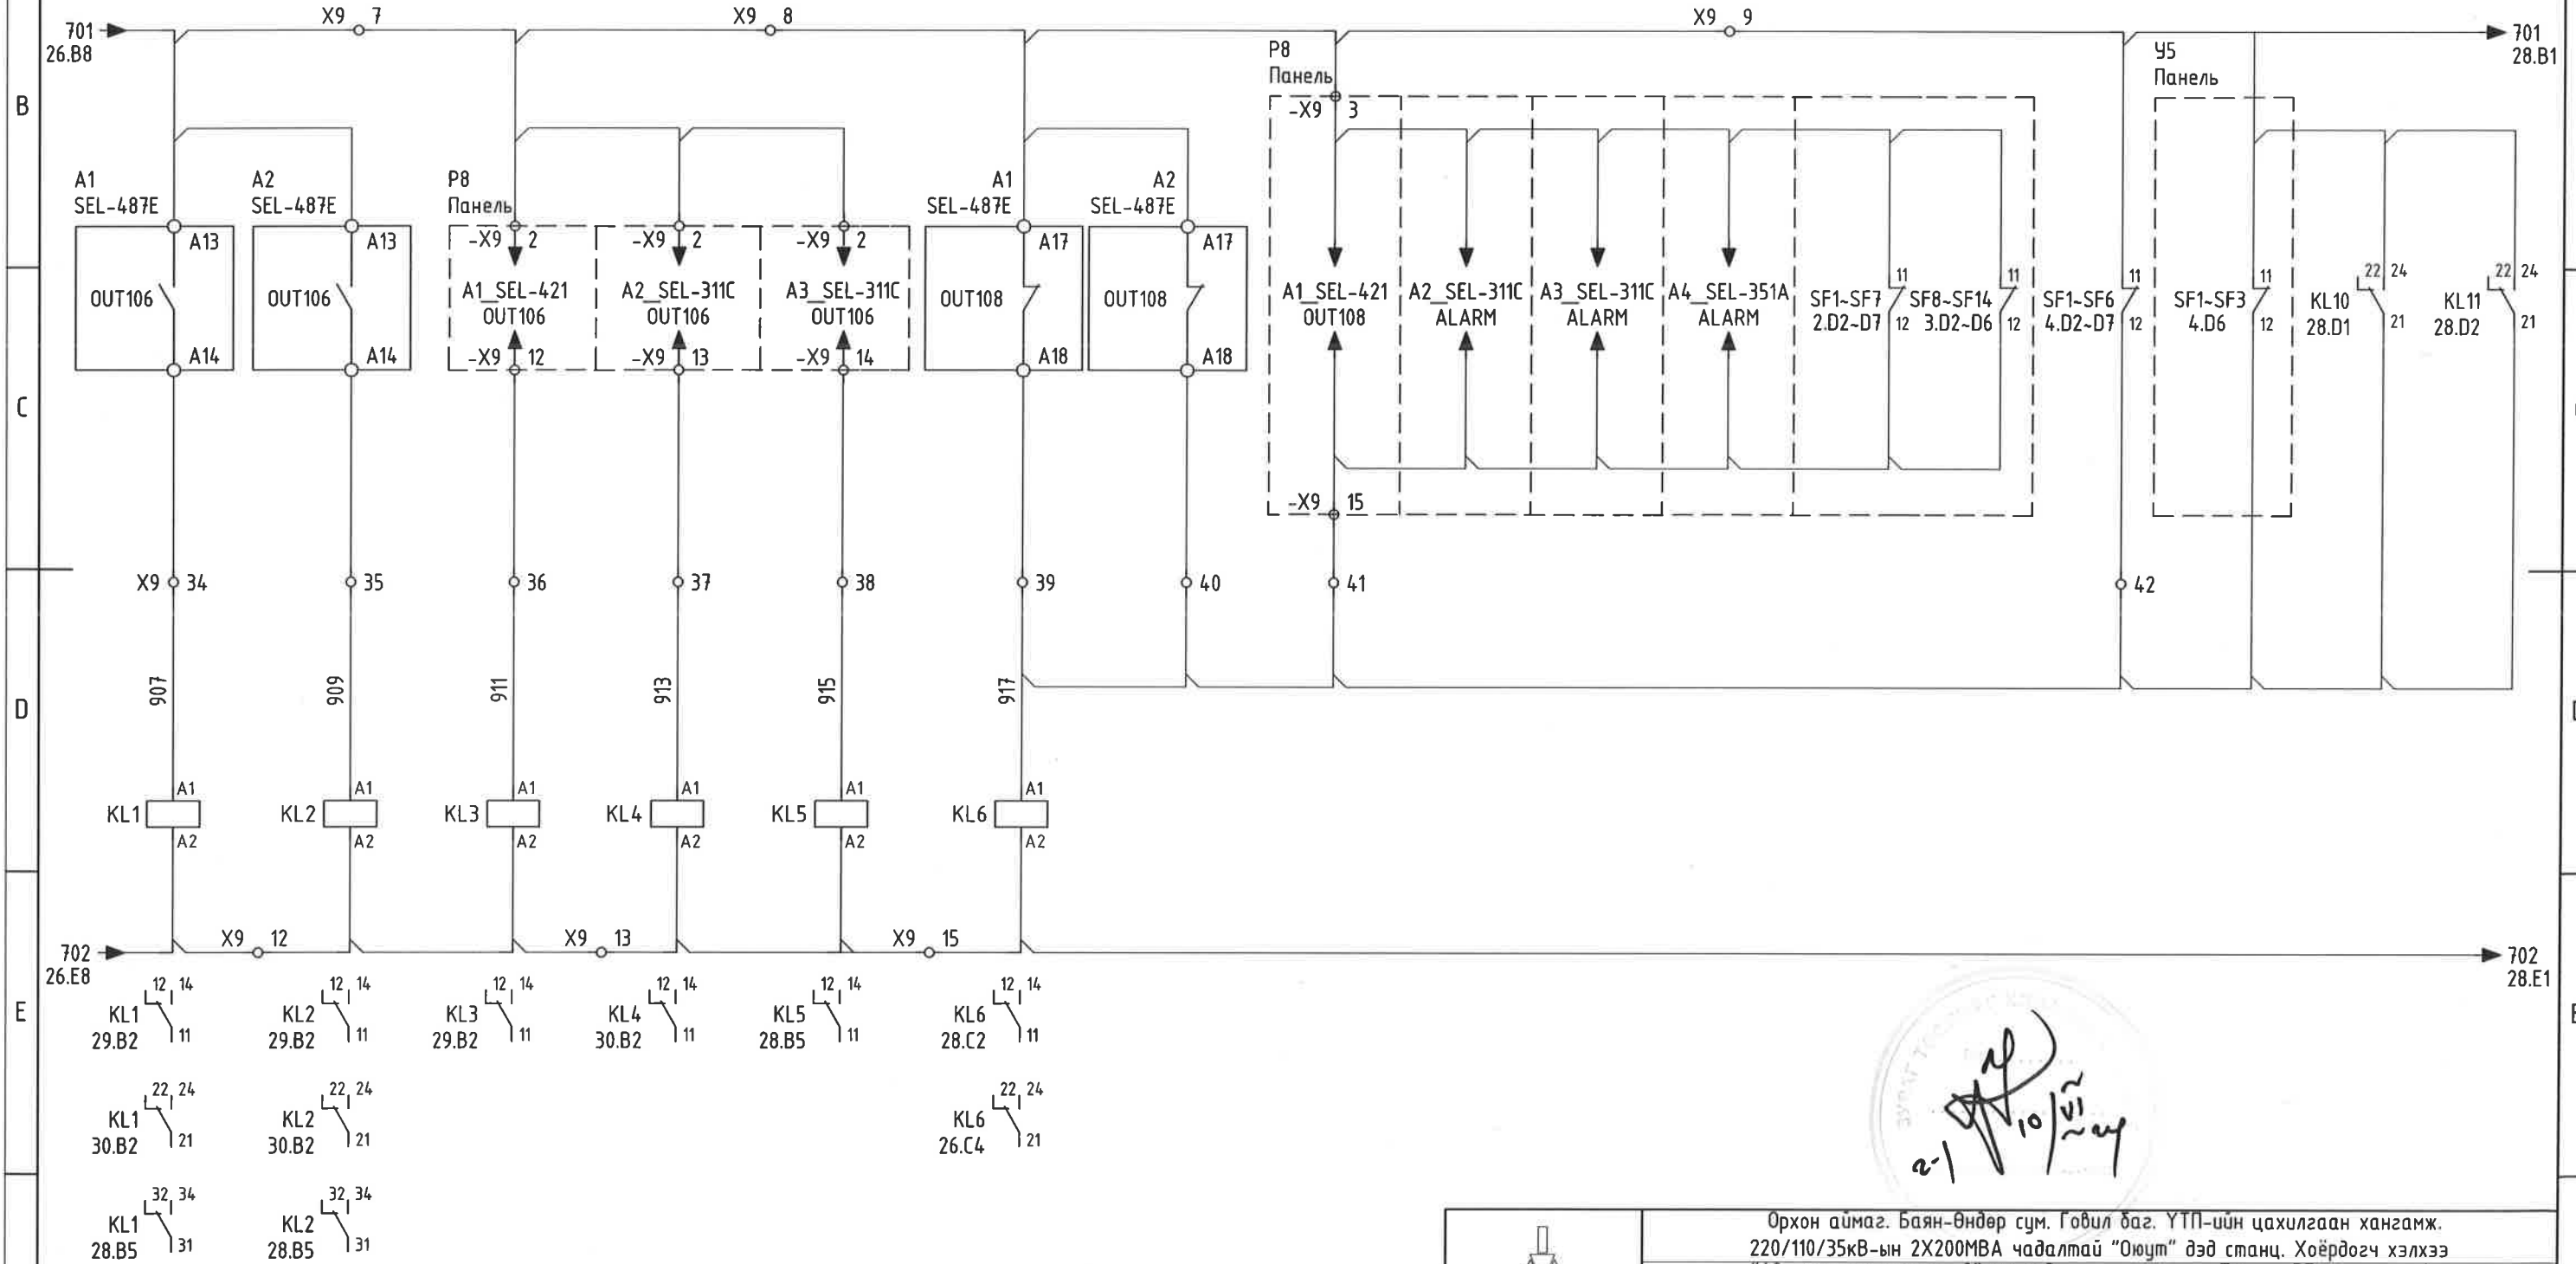 X9 7
X9 8
X9 9
701
26.B8
701
28.B1
P8
Панель
У5
Панель
B
-X9 3
A1
SEL-487E
A2
SEL-487E
P8
Панель
A1
SEL-487E
A2
SEL-487E
A13
A13
-X9 2
-X9 2
-X9 2
A17
A17
OUT106
OUT106
A1_SEL-421
OUT106
A2_SEL-311C
OUT106
A3_SEL-311C
OUT106
OUT108
OUT108
A1_SEL-421
OUT108
A2_SEL-311C
ALARM
A3_SEL-311C
ALARM
A4_SEL-351A
ALARM
11
SF1~SF7
2.D2~D7
12
11
SF8~SF14
3.D2~D6
12
11
SF1~SF6
4.D2~D7
12
11
SF1~SF3
4.D6
12
22 24
KL10
28.D1
21
22 24
KL11
28.D2
21
A14
A14
-X9 12
-X9 13
-X9 14
A18
A18
C
-X9 15
X9 34
35
36
37
38
39
40
41
42
907
909
911
913
915
917
D
A1
KL1
A2
A1
KL2
A2
A1
KL3
A2
A1
KL4
A2
A1
KL5
A2
A1
KL6
A2
X9 12
X9 13
X9 15
702
26.E8
702
28.E1
E
12 14
KL1
29.B2
11
12 14
KL2
29.B2
11
12 14
KL3
29.B2
11
12 14
KL4
30.B2
11
12 14
KL5
28.B5
11
12 14
KL6
28.C2
11
22 24
KL1
30.B2
21
22 24
KL2
30.B2
21
22 24
KL6
26.C4
21
32 34
KL1
28.B5
31
32 34
KL2
28.B5
31
Орхон аймаг. Баян-Өндөр сум. Говил баг. ҮТП-ийн цахилгаан хангамж.
220/110/35кВ-ын 2X200МВА чадалтай "Оюут" дэд станц. Хоёрдогч хэлхээ